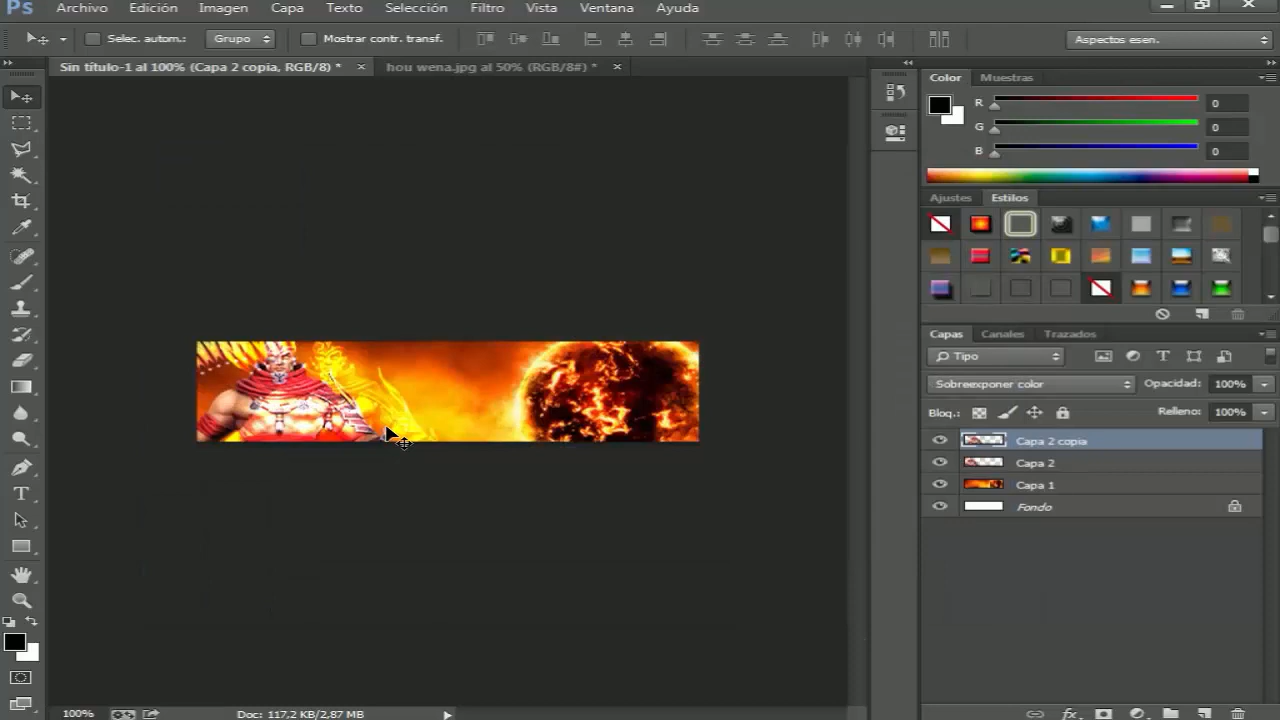 Ps Archivo Edición Imagen Capa Texto Selección Filtro Vista Ventana Ayuda
Selec. autom.: Grupo Mostrar contr. transf. Aspectos esen.
Sin título-1 al 100% (Capa 2 copia, RGB/8) * hou wena.jpg al 50% (RGB/8#) *
Color Muestras
R 0
G 0
B 0
Ajustes Estilos
Capas Canales Trazados
Tipo
Sobreexponer color Opacidad: 100%
Bloq.: Relleno: 100%
Capa 2 copia
Capa 2
Capa 1
Fondo
100% Doc: 117,2 KB/2,87 MB